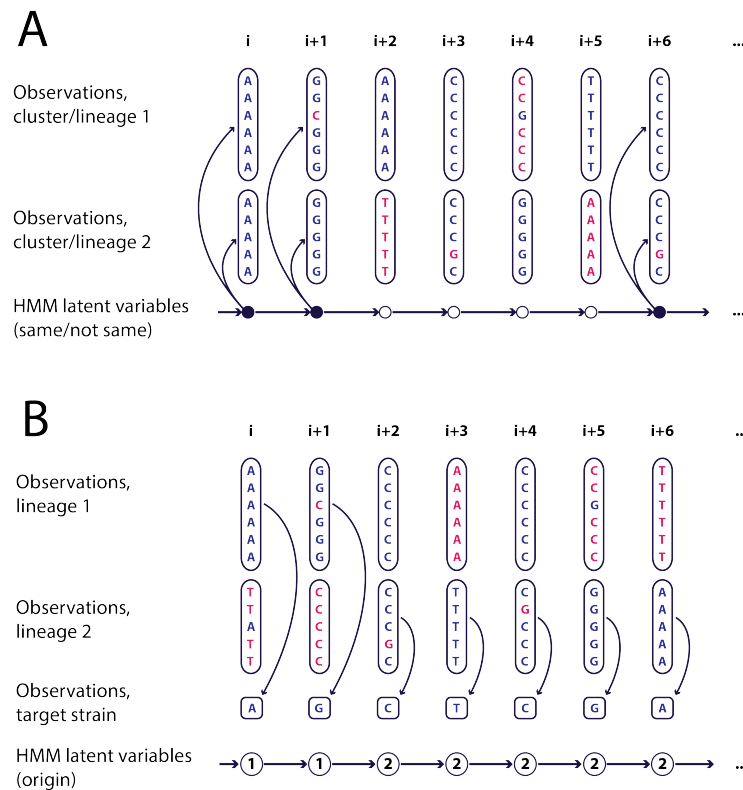 A
i i+1 i+2 i+3 i+4 i+5 i+6 ...
Observations,
cluster/lineage 1
A G A C C T C
A G A C C T C
A C A C G T C
A G A C C T C
A G A C C T C
A G A C C T C
Observations,
cluster/lineage 2
A G T C G A C
A G T C G A C
A G T C G A C
A G T G G A G
A G T C G A C
HMM latent variables
(same/not same)
...
B
i i+1 i+2 i+3 i+4 i+5 i+6 ..
Observations,
lineage 1
A G C A C C T
A G C A C C T
A C C A C G T
A G C A C C T
A G C A C C T
A G C A C C T
Observations,
lineage 2
T C C T C G A
T C C T G G A
A C C T C G A
T C G T C G A
T C C T C G A
Observations,
target strain
A G C T C G A
HMM latent variables
(origin)
1 1 2 2 2 2 2 ..